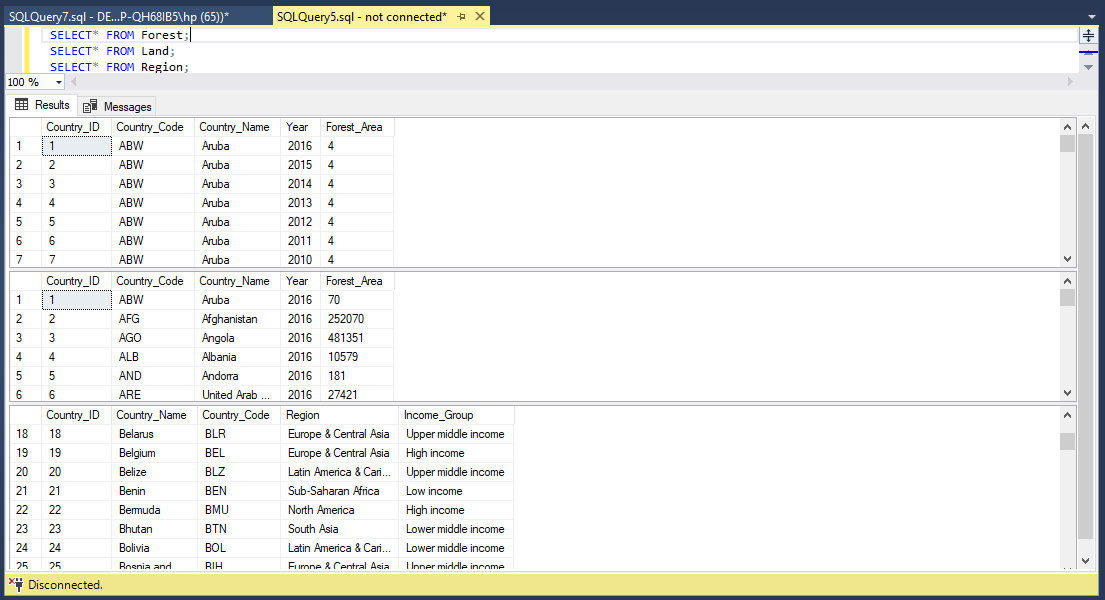 SQLQuery7.sql - DE...P-QH68IB5\hp (65))* SQLQuery5.sql - not connected*
SELECT* FROM Forest;
SELECT* FROM Land;
SELECT* FROM Region;
100 %
Results Messages
Country_ID Country_Code Country_Name Year Forest_Area
1 1 ABW Aruba 2016 4
2 2 ABW Aruba 2015 4
3 3 ABW Aruba 2014 4
4 4 ABW Aruba 2013 4
5 5 ABW Aruba 2012 4
6 6 ABW Aruba 2011 4
7 7 ABW Aruba 2010 4
Country_ID Country_Code Country_Name Year Forest_Area
1 1 ABW Aruba 2016 70
2 2 AFG Afghanistan 2016 252070
3 3 AGO Angola 2016 481351
4 4 ALB Albania 2016 10579
5 5 AND Andorra 2016 181
6 6 ARE United Arab ... 2016 27421
Country_ID Country_Name Country_Code Region Income_Group
18 18 Belarus BLR Europe & Central Asia Upper middle income
19 19 Belgium BEL Europe & Central Asia High income
20 20 Belize BLZ Latin America & Cari... Upper middle income
21 21 Benin BEN Sub-Saharan Africa Low income
22 22 Bermuda BMU North America High income
23 23 Bhutan BTN South Asia Lower middle income
24 24 Bolivia BOL Latin America & Cari... Lower middle income
25 25 Bosnia and BIH Europe & Central Asia Upper middle income
Disconnected.